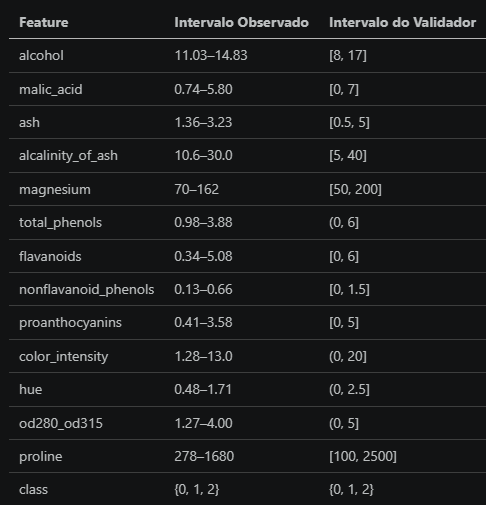 Feature Intervalo Observado Intervalo do Validador
alcohol 11.03–14.83 [8, 17]
malic_acid 0.74–5.80 [0, 7]
ash 1.36–3.23 [0.5, 5]
alcalinity_of_ash 10.6–30.0 [5, 40]
magnesium 70–162 [50, 200]
total_phenols 0.98–3.88 (0, 6]
flavanoids 0.34–5.08 [0, 6]
nonflavanoid_phenols 0.13–0.66 [0, 1.5]
proanthocyanins 0.41–3.58 [0, 5]
color_intensity 1.28–13.0 (0, 20]
hue 0.48–1.71 (0, 2.5]
od280_od315 1.27–4.00 (0, 5]
proline 278–1680 [100, 2500]
class {0, 1, 2} {0, 1, 2}